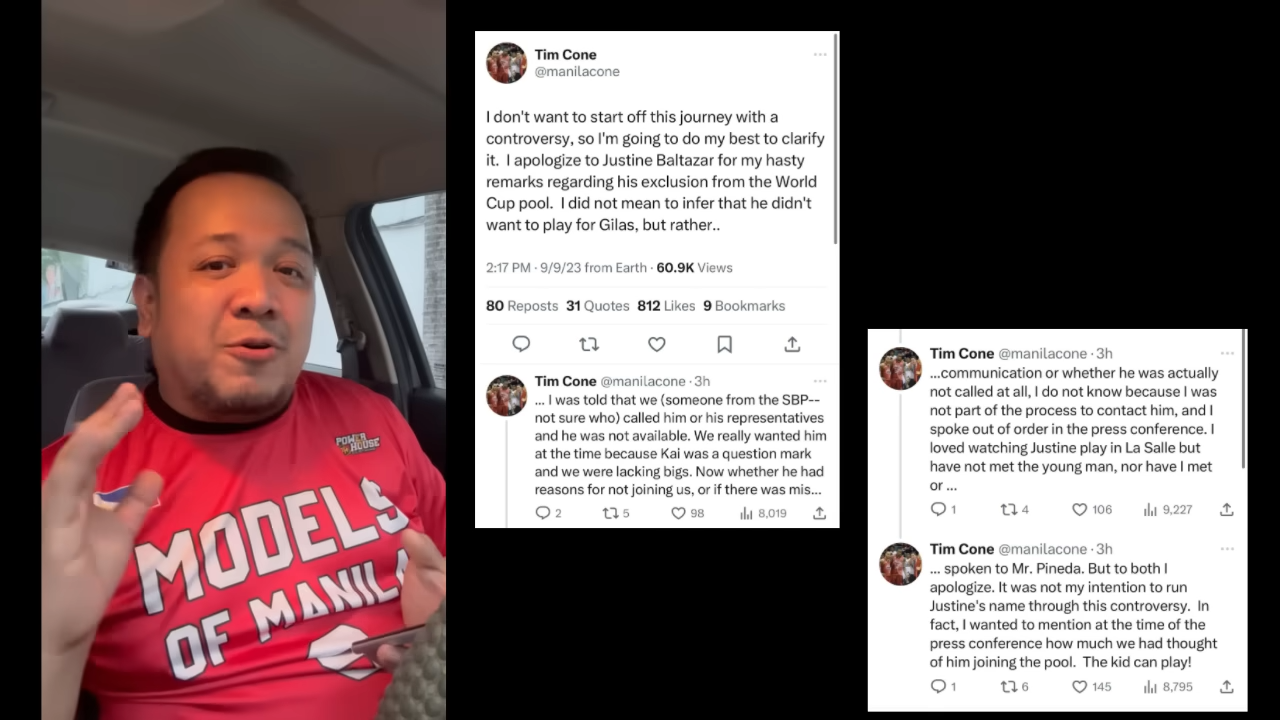 POWER
HOUSE
MODELS
OF MANILA
Tim Cone
@manilacone
I don't want to start off this journey with a
controversy, so I'm going to do my best to clarify
it.  I apologize to Justine Baltazar for my hasty
remarks regarding his exclusion from the World
Cup pool.  I did not mean to infer that he didn't
want to play for Gilas, but rather..
2:17 PM · 9/9/23 from Earth · 60.9K Views
80 Reposts 31 Quotes 812 Likes 9 Bookmarks
Tim Cone @manilacone · 3h
... I was told that we (someone from the SBP--
not sure who) called him or his representatives
and he was not available. We really wanted him
at the time because Kai was a question mark
and we were lacking bigs. Now whether he had
reasons for not joining us, or if there was mis...
2 5 98 8,019
Tim Cone @manilacone · 3h
...communication or whether he was actually
not called at all, I do not know because I was
not part of the process to contact him, and I
spoke out of order in the press conference. I
loved watching Justine play in La Salle but
have not met the young man, nor have I met
or ...
1 4 106 9,227
Tim Cone @manilacone · 3h
... spoken to Mr. Pineda. But to both I
apologize. It was not my intention to run
Justine's name through this controversy.  In
fact, I wanted to mention at the time of the
press conference how much we had thought
of him joining the pool.  The kid can play!
1 6 145 8,795